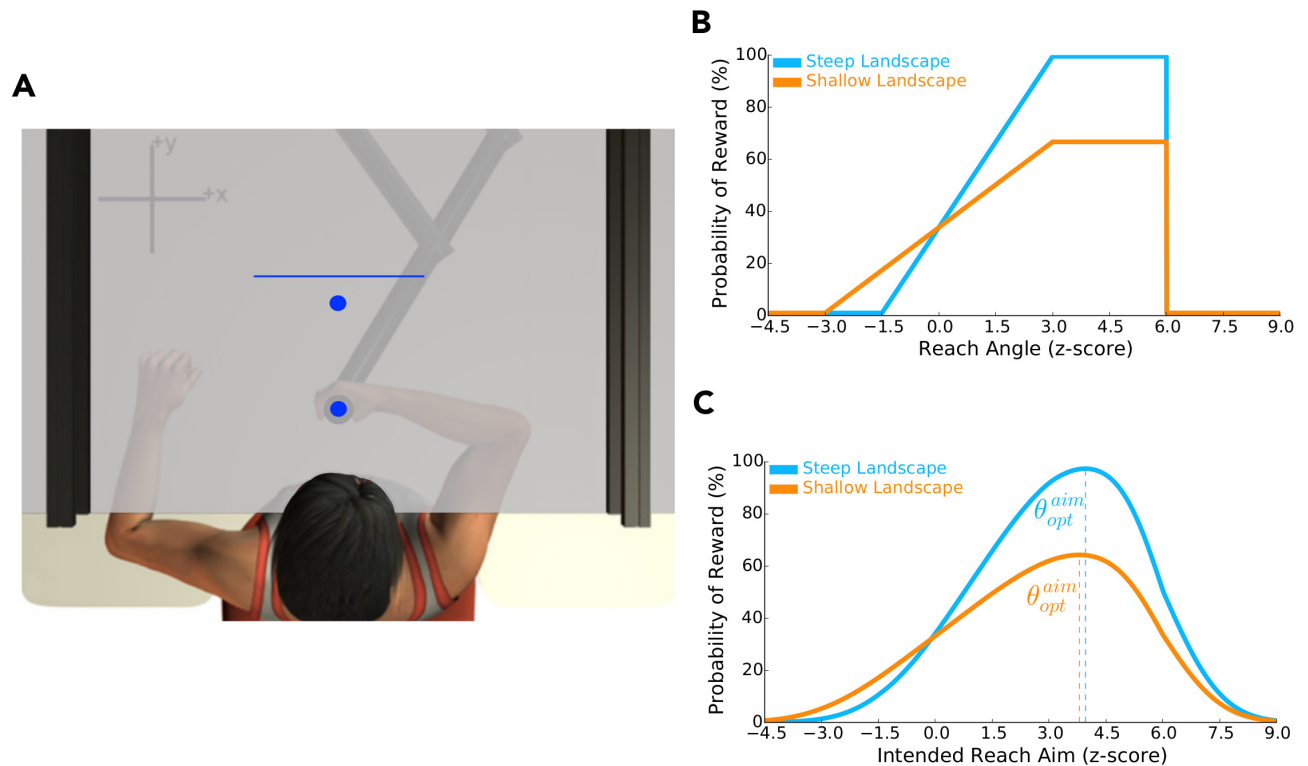 A
+y
+x
B
Probability of Reward (%)
100
80
60
40
20
0
Steep Landscape
Shallow Landscape
−4.5 −3.0 −1.5 0.0 1.5 3.0 4.5 6.0 7.5 9.0
Reach Angle (z-score)
C
Probability of Reward (%)
100
80
60
40
20
0
Steep Landscape
Shallow Landscape
θ_{opt}^{aim}
θ_{opt}^{aim}
−4.5 −3.0 −1.5 0.0 1.5 3.0 4.5 6.0 7.5 9.0
Intended Reach Aim (z-score)